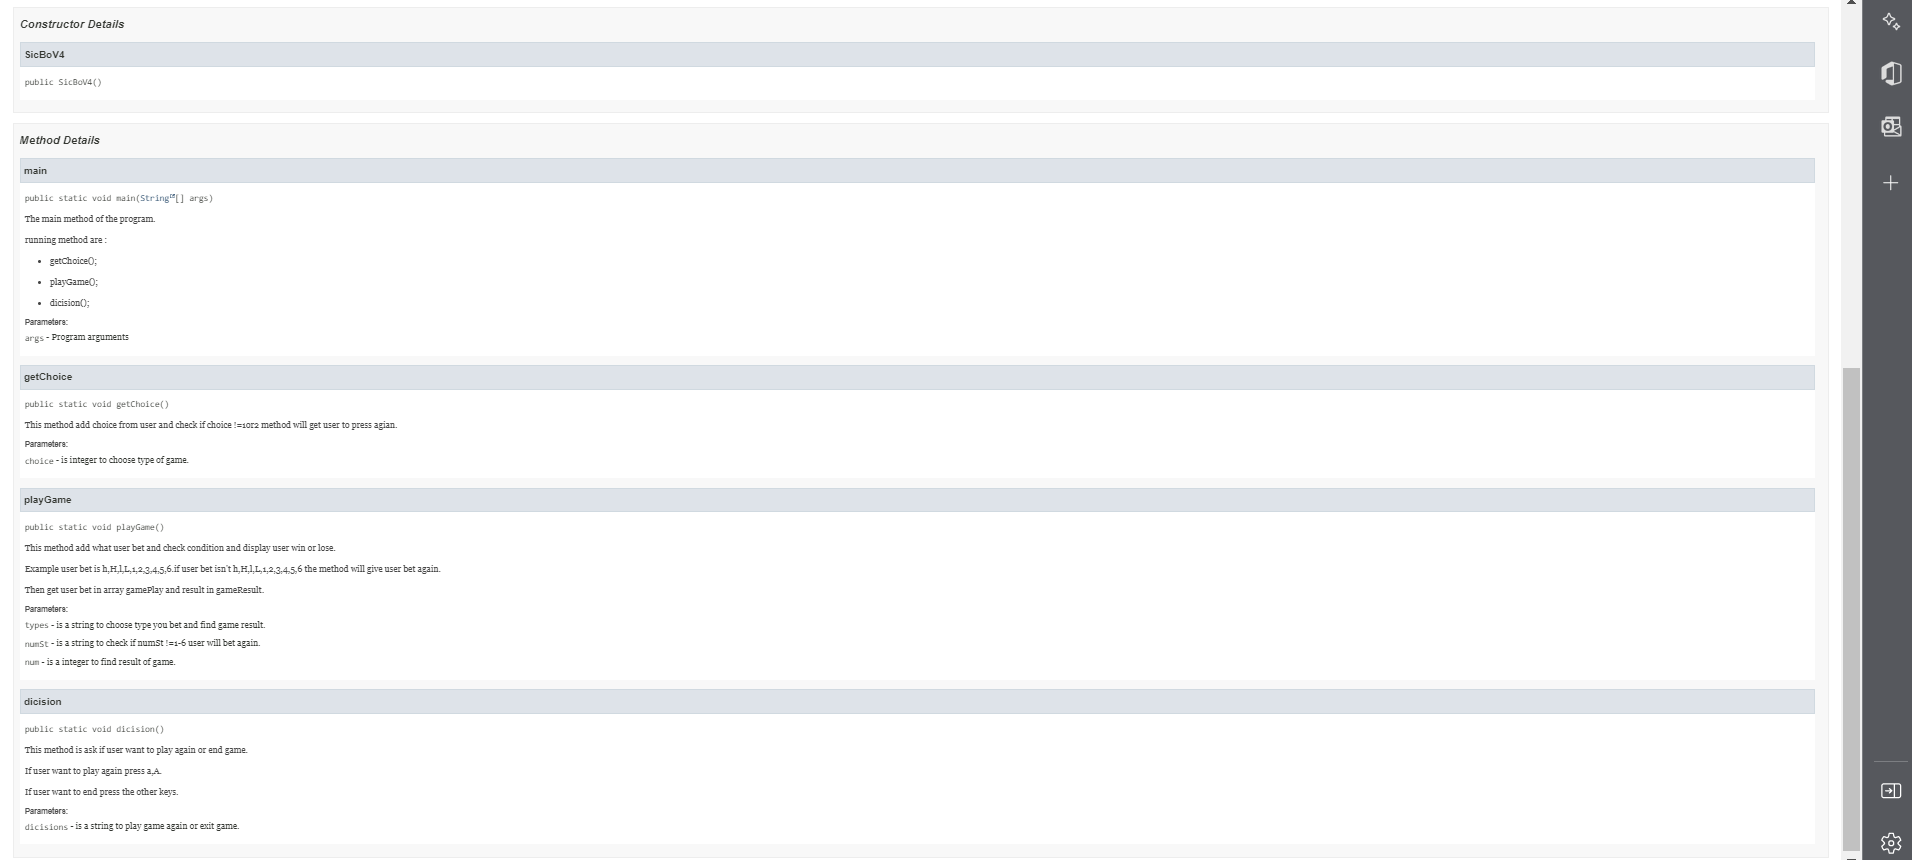 Constructor Details
SicBoV4
public SicBoV4()
Method Details
main
public static void main(String[] args)
The main method of the program.
running method are :
getChoice();
playGame();
dicision();
Parameters:
args - Program arguments
getChoice
public static void getChoice()
This method add choice from user and check if choice !=1or2 method will get user to press agian.
Parameters:
choice - is integer to choose type of game.
playGame
public static void playGame()
This method add what user bet and check condition and display user win or lose.
Example user bet is h,H,l,L,1,2,3,4,5,6.if user bet isn't h,H,l,L,1,2,3,4,5,6 the method will give user bet again.
Then get user bet in array gamePlay and result in gameResult.
Parameters:
types - is a string to choose type you bet and find game result.
numSt - is a string to check if numSt !=1-6 user will bet again.
num - is a integer to find result of game.
dicision
public static void dicision()
This method is ask if user want to play again or end game.
If user want to play again press a,A.
If user want to end press the other keys.
Parameters:
dicisions - is a string to play game again or exit game.